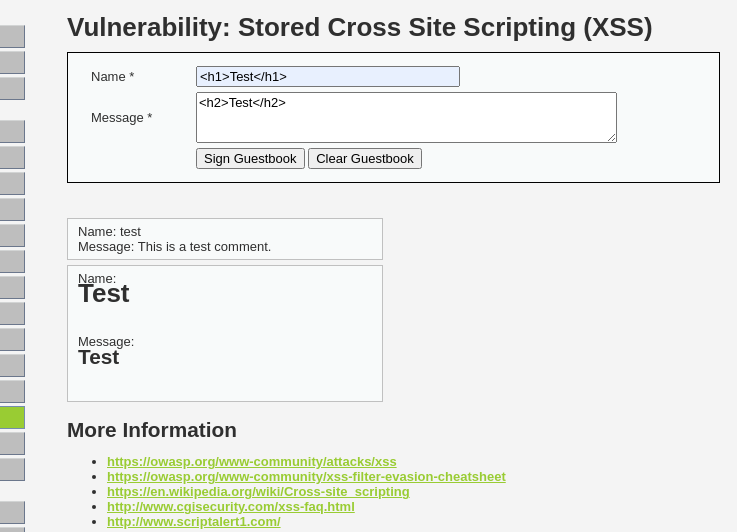 Vulnerability: Stored Cross Site Scripting (XSS)
Name * <h1>Test</h1>
Message * <h2>Test</h2>
Sign Guestbook Clear Guestbook
Name: test
Message: This is a test comment.
Name:
Test
Message:
Test
More Information
https://owasp.org/www-community/attacks/xss
https://owasp.org/www-community/xss-filter-evasion-cheatsheet
https://en.wikipedia.org/wiki/Cross-site_scripting
http://www.cgisecurity.com/xss-faq.html
http://www.scriptalert1.com/